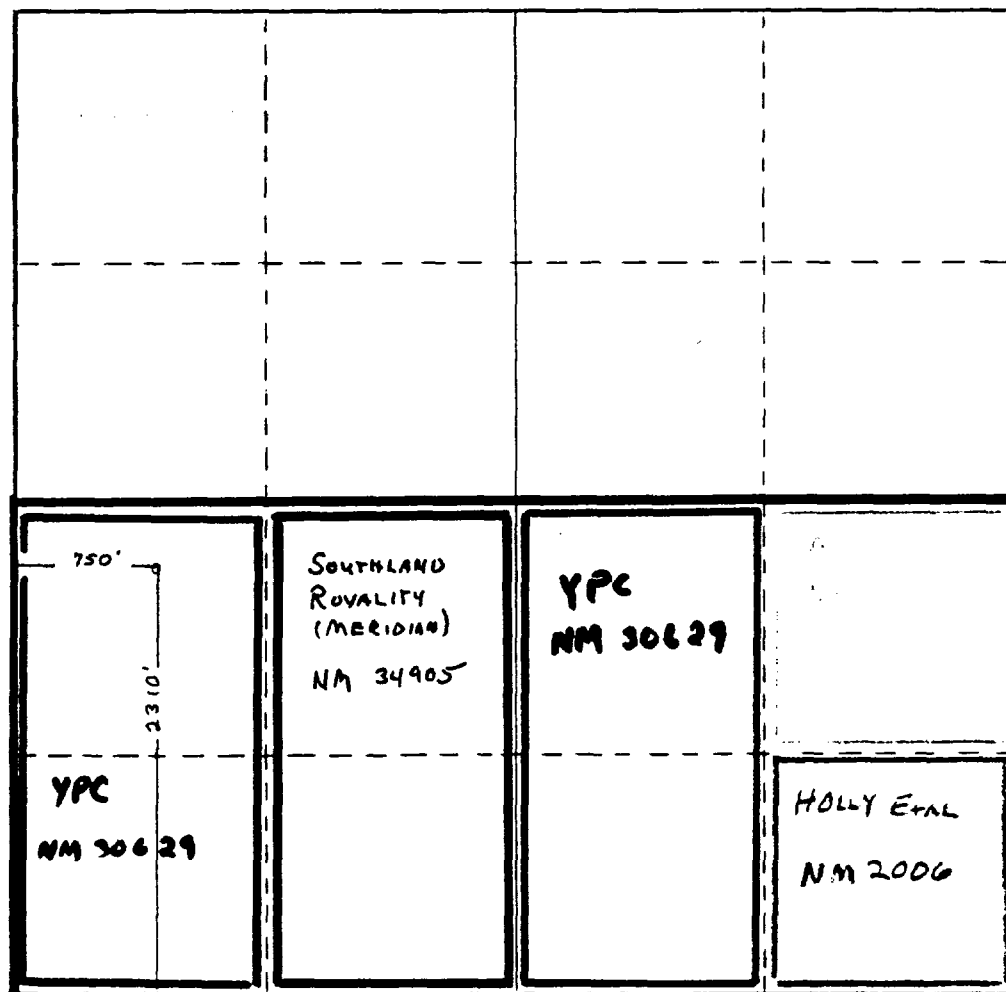 750'
2310'
YPC
NM 30629
SOUTHLAND
ROYALITY
(MERIDIAN)
NM 34905
YPC
NM 30629
HOLLY ETAL
NM 2006